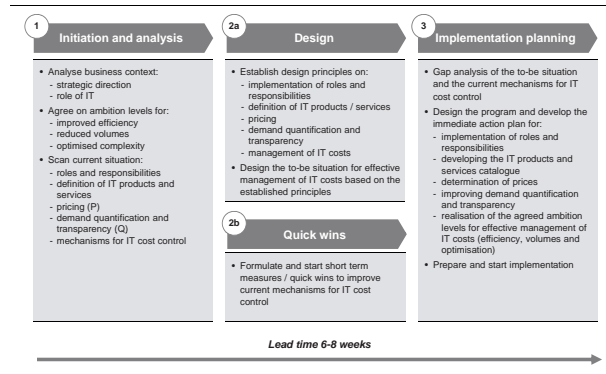 1
Initiation and analysis
• Analyse business context:
- strategic direction
- role of IT
• Agree on ambition levels for:
- improved efficiency
- reduced volumes
- optimised complexity
• Scan current situation:
- roles and responsibilities
- definition of IT products and
services
- pricing (P)
- demand quantification and
transparency (Q)
- mechanisms for IT cost control
2a
Design
• Establish design principles on:
- implementation of roles and
responsibilities
- definition of IT products / services
- pricing
- demand quantification and
transparency
- management of IT costs
• Design the to-be situation for effective
management of IT costs based on the
established principles
2b
Quick wins
• Formulate and start short term
measures / quick wins to improve
current mechanisms for IT cost
control
3
Implementation planning
• Gap analysis of the to-be situation
and the current mechanisms for IT
cost control
• Design the program and develop the
immediate action plan for:
- implementation of roles and
responsibilities
- developing the IT products and
services catalogue
- determination of prices
- improving demand quantification
and transparency
- realisation of the agreed ambition
levels for effective management of
IT costs (efficiency, volumes and
optimisation)
• Prepare and start implementation
Lead time 6-8 weeks